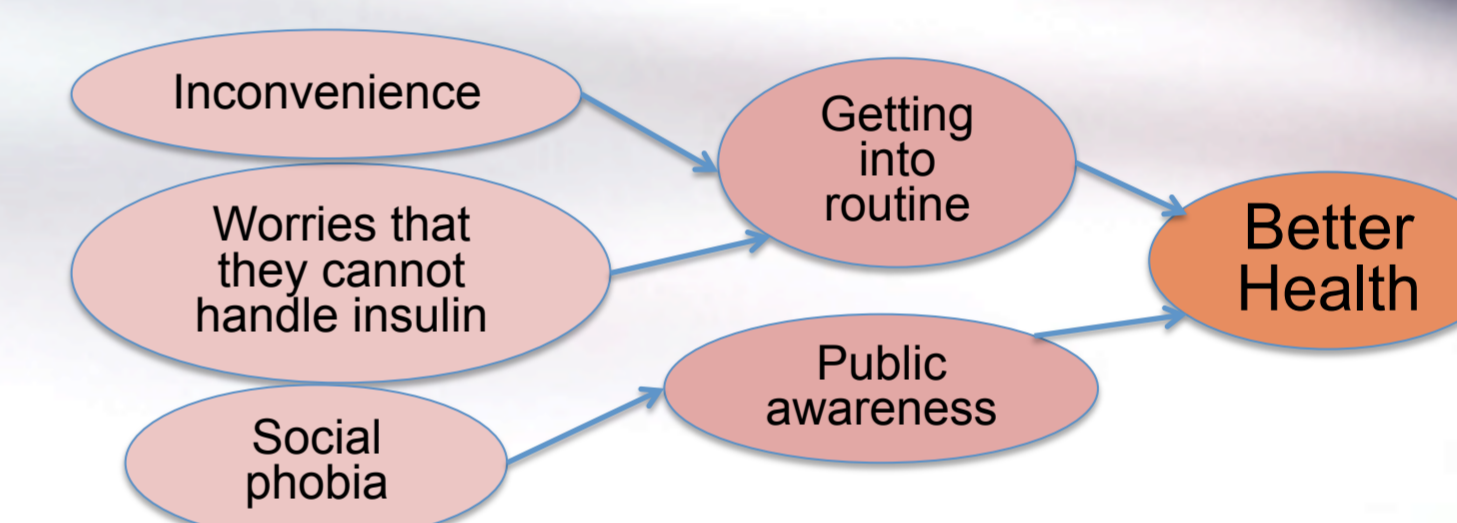 Inconvenience
Worries that
they cannot
handle insulin
Social
phobia
Getting
into
routine
Public
awareness
Better
Health